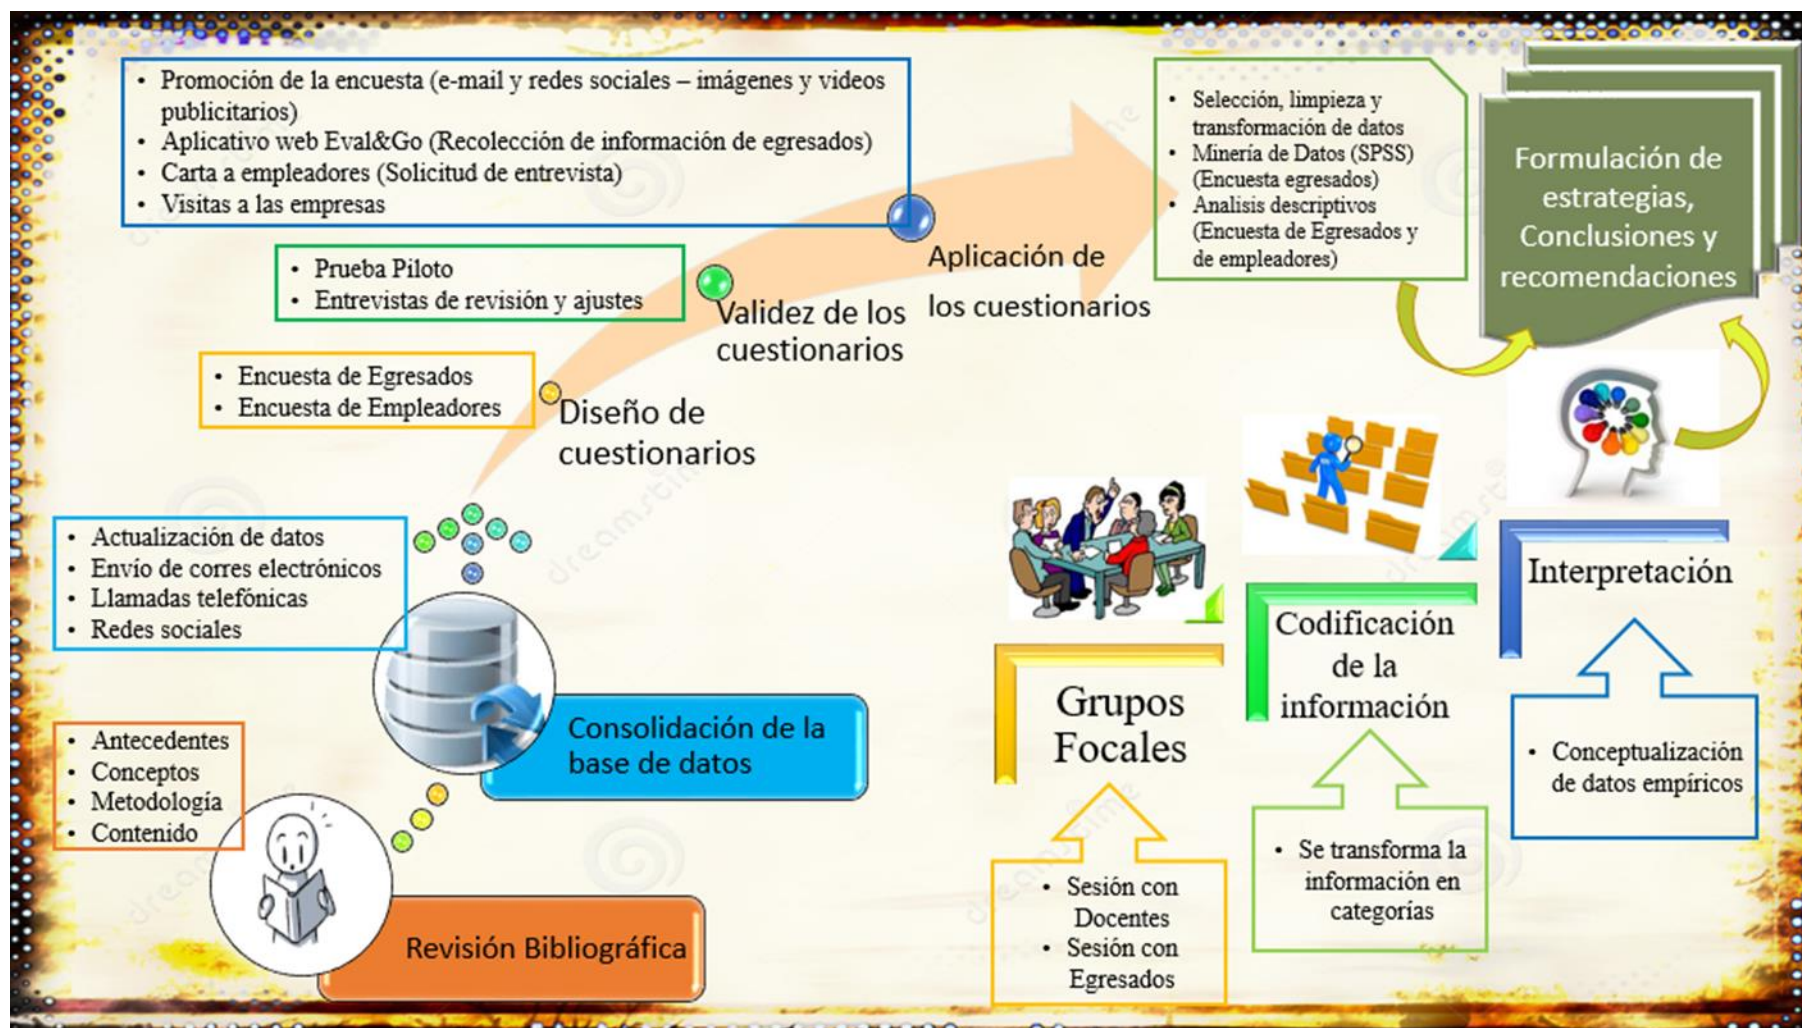 • Promoción de la encuesta (e-mail y redes sociales – imágenes y videos
publicitarios)
• Aplicativo web Eval&Go (Recolección de información de egresados)
• Carta a empleadores (Solicitud de entrevista)
• Visitas a las empresas
• Prueba Piloto
• Entrevistas de revisión y ajustes
• Encuesta de Egresados
• Encuesta de Empleadores
Aplicación de
los cuestionarios
Validez de los
cuestionarios
Diseño de
cuestionarios
• Actualización de datos
• Envío de corres electrónicos
• Llamadas telefónicas
• Redes sociales
Consolidación de la
base de datos
• Antecedentes
• Conceptos
• Metodología
• Contenido
Revisión Bibliográfica
• Selección, limpieza y
transformación de datos
• Minería de Datos (SPSS)
(Encuesta egresados)
• Analisis descriptivos
(Encuesta de Egresados y
de empleadores)
Formulación de
estrategias,
Conclusiones y
recomendaciones
Grupos
Focales
• Sesión con
Docentes
• Sesión con
Egresados
Codificación
de la
información
• Se transforma la
información en
categorías
Interpretación
• Conceptualización
de datos empíricos
dreamstime
dreamstime